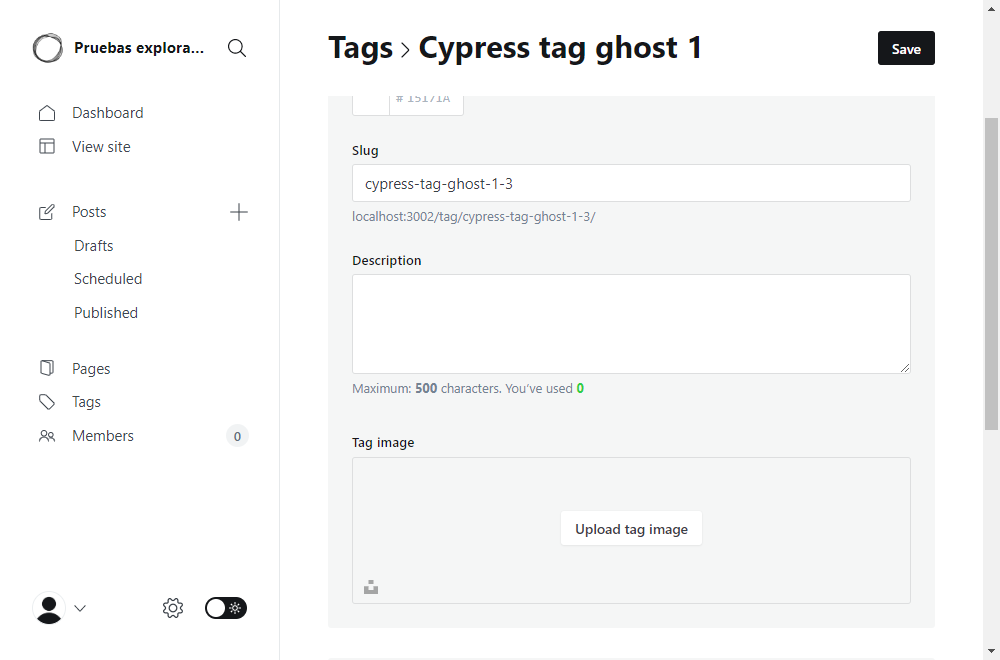 Pruebas explora...
Dashboard
View site
Posts
Drafts
Scheduled
Published
Pages
Tags
Members
0
Tags > Cypress tag ghost 1
Save
# 15171A
Slug
cypress-tag-ghost-1-3
localhost:3002/tag/cypress-tag-ghost-1-3/
Description
Maximum: 500 characters. You’ve used 0
Tag image
Upload tag image